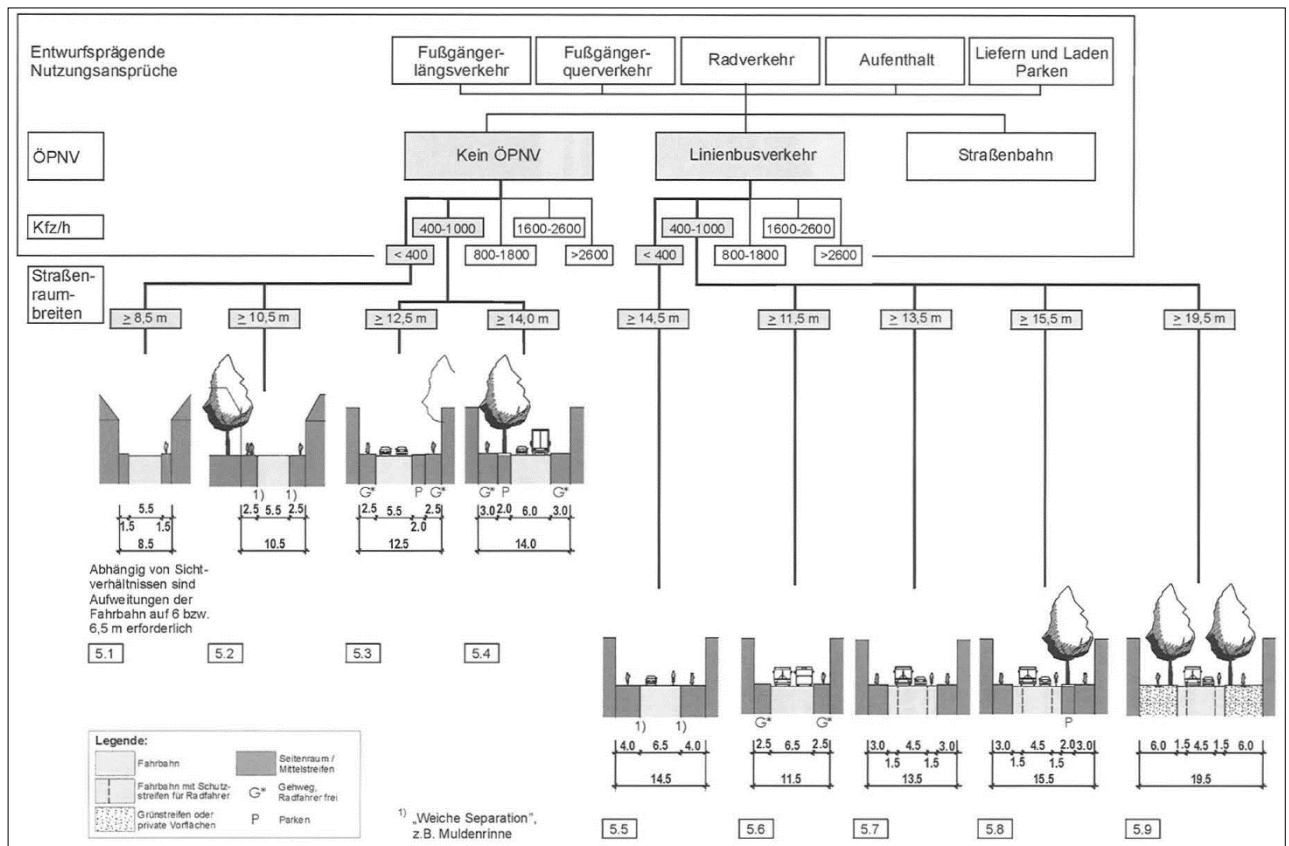 Entwurfsprägende
Nutzungsansprüche
Fußgänger-
längsverkehr
Fußgänger-
querverkehr
Radverkehr
Aufenthalt
Liefern und Laden
Parken
ÖPNV
Kein ÖPNV
Linienbusverkehr
Straßenbahn
Kfz/h
400-1000
1600-2600
< 400
800-1800
>2600
400-1000
1600-2600
< 400
800-1800
>2600
Straßen-
raum-
breiten
≥ 8,5 m
≥ 10,5 m
≥ 12,5 m
≥ 14,0 m
≥ 14,5 m
≥ 11,5 m
≥ 13,5 m
≥ 15,5 m
≥ 19,5 m
1) 1)
G* P G*
G* P G*
5.5
1.5 1.5
8.5
2.5 5.5 2.5
10.5
2.5 5.5 2.5
2.0
12.5
3.0 2.0 6.0 3.0
14.0
Abhängig von Sicht-
verhältnissen sind
Aufweitungen der
Fahrbahn auf 6 bzw.
6,5 m erforderlich
5.1
5.2
5.3
5.4
1) 1)
G* G*
P
4.0 6.5 4.0
14.5
2.5 6.5 2.5
11.5
3.0 4.5 3.0
1.5 1.5
13.5
3.0 4.5 2.0 3.0
1.5 1.5
15.5
6.0 1.5 4.5 1.5 6.0
19.5
Legende:
Fahrbahn
Fahrbahn mit Schutz-
streifen für Radfahrer
Grünstreifen oder
private Vorflächen
Seitenraum /
Mittelstreifen
G* Gehweg,
Radfahrer frei
P Parken
1) „Weiche Separation",
z.B. Muldenrinne
5.5
5.6
5.7
5.8
5.9